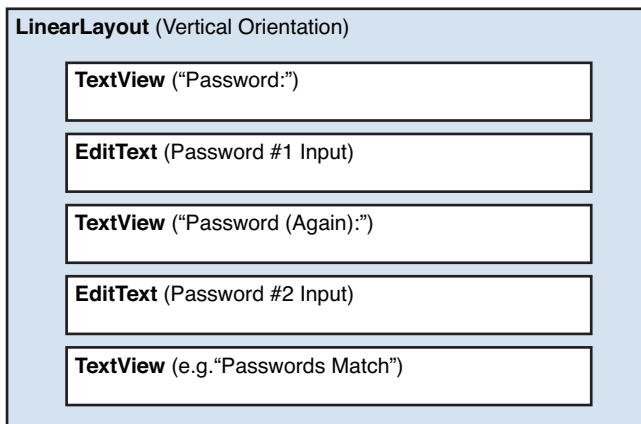 LinearLayout (Vertical Orientation)
TextView (“Password:”)
EditText (Password #1 Input)
TextView (“Password (Again):”)
EditText (Password #2 Input)
TextView (e.g.“Passwords Match”)